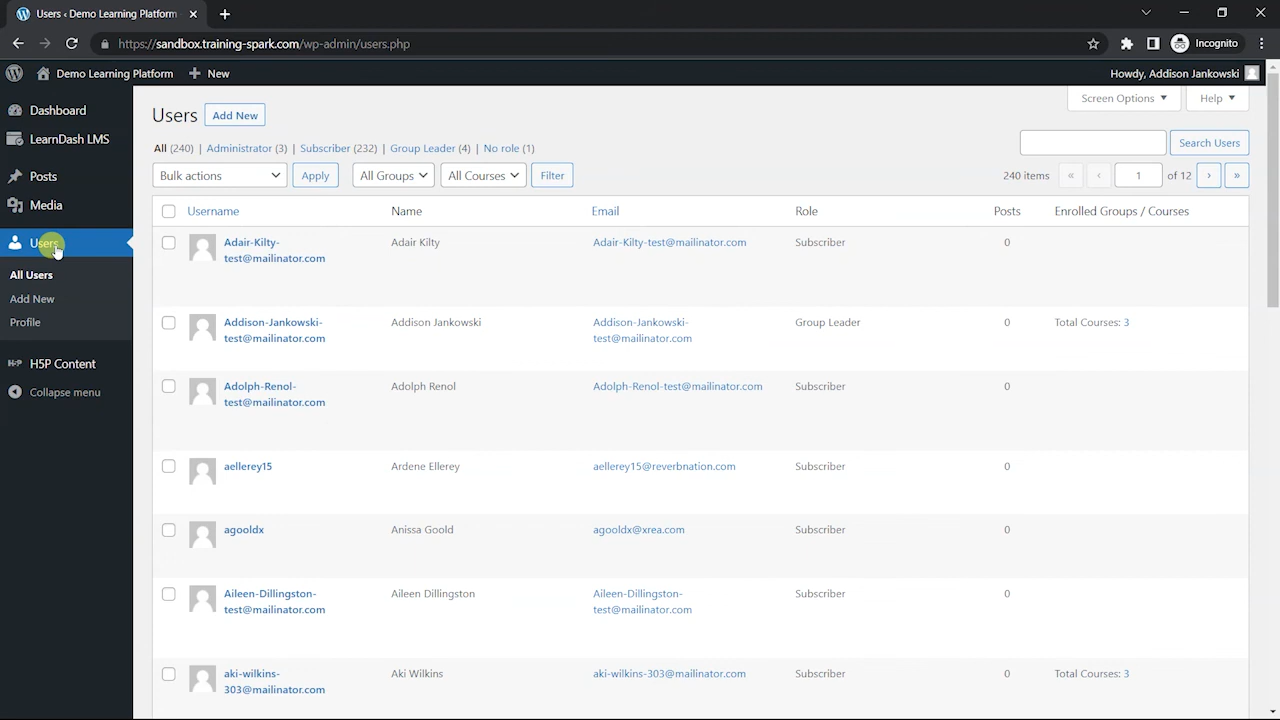 Users ‹ Demo Learning Platform
https://sandbox.training-spark.com/wp-admin/users.php
Incognito
Demo Learning Platform
New
Howdy, Addison Jankowski
Dashboard
LearnDash LMS
Posts
Media
Users
All Users
Add New
Profile
H-P
H5P Content
Collapse menu
Screen Options
Help
Users
Add New
All (240) | Administrator (3) | Subscriber (232) | Group Leader (4) | No role (1)
Search Users
Bulk actions
Apply
All Groups
All Courses
Filter
240 items « ‹ 1 of 12 › »
Username Name Email Role Posts Enrolled Groups / Courses
Adair-Kilty- Adair Kilty Adair-Kilty-test@mailinator.com Subscriber 0
test@mailinator.com
Addison-Jankowski- Addison Jankowski Addison-Jankowski- Group Leader 0 Total Courses: 3
test@mailinator.com test@mailinator.com
Adolph-Renol- Adolph Renol Adolph-Renol-test@mailinator.com Subscriber 0
test@mailinator.com
aellerey15 Ardene Ellerey aellerey15@reverbnation.com Subscriber 0
agooldx Anissa Goold agooldx@xrea.com Subscriber 0
Aileen-Dillingston- Aileen Dillingston Aileen-Dillingston- Subscriber 0
test@mailinator.com test@mailinator.com
aki-wilkins- Aki Wilkins aki-wilkins-303@mailinator.com Subscriber 0 Total Courses: 3
303@mailinator.com